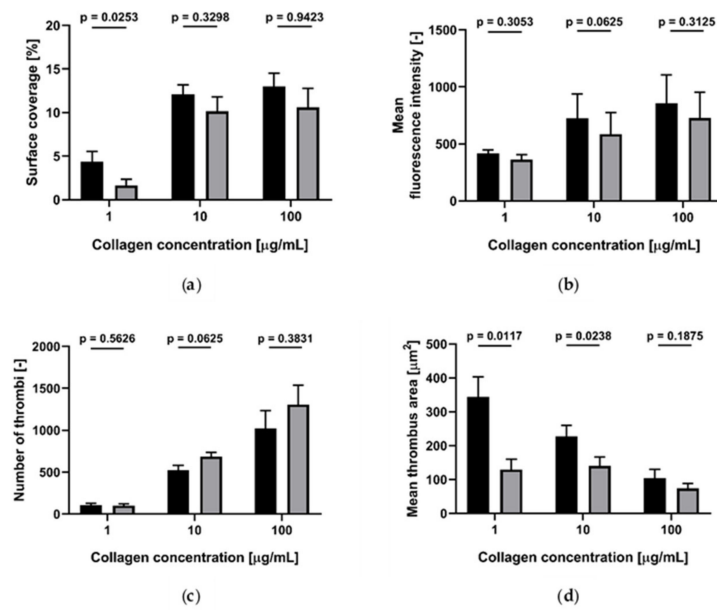 p = 0.0253 p = 0.3298 p = 0.9423
Surface coverage [%]
20
15
10
5
0
1 10 100
Collagen concentration [µg/mL]
(a)
p = 0.3053 p = 0.0625 p = 0.3125
Mean
fluorescence intensity [-]
1500
1000
500
0
1 10 100
Collagen concentration [µg/mL]
(b)
p = 0.5626 p = 0.0625 p = 0.3831
Number of thrombi [-]
2000
1500
1000
500
0
1 10 100
Collagen concentration [µg/mL]
(c)
p = 0.0117 p = 0.0238 p = 0.1875
Mean thrombus area [µm²]
500
400
300
200
100
0
1 10 100
Collagen concentration [µg/mL]
(d)